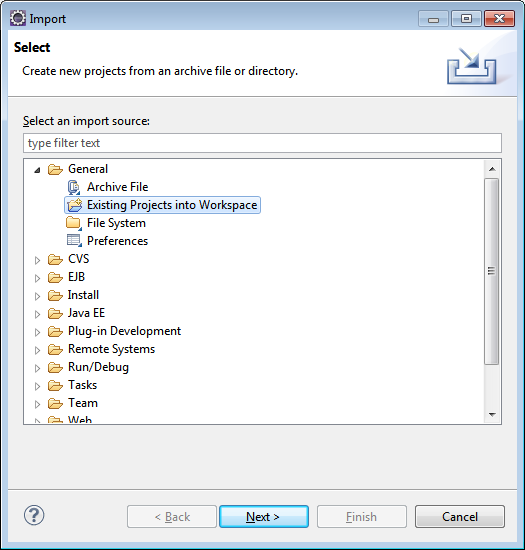 Import
Select
Create new projects from an archive file or directory.
Select an import source:
type filter text
General
Archive File
Existing Projects into Workspace
File System
Preferences
CVS
EJB
Install
Java EE
Plug-in Development
Remote Systems
Run/Debug
Tasks
Team
Web
? < Back Next > Finish Cancel